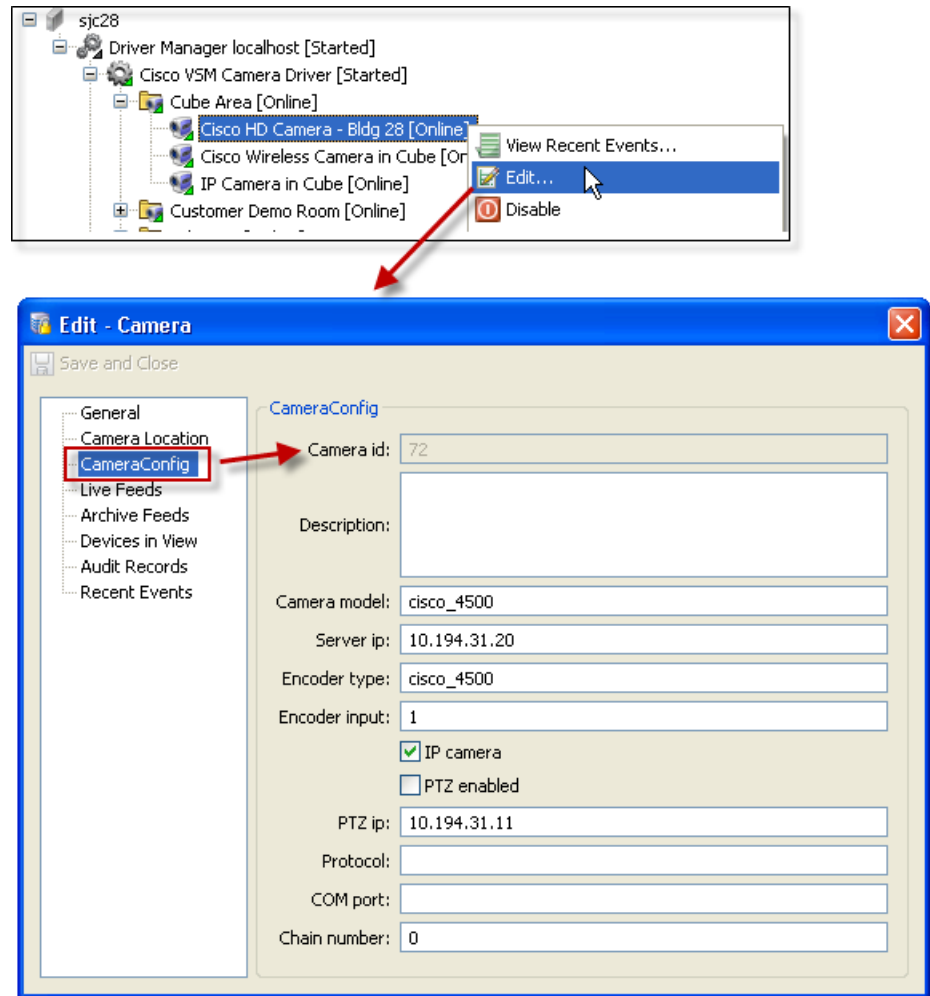 sjc28
Driver Manager localhost [Started]
Cisco VSM Camera Driver [Started]
Cube Area [Online]
Cisco HD Camera - Bldg 28 [Online]
Cisco Wireless Camera in Cube [On
IP Camera in Cube [Online]
Customer Demo Room [Online]
View Recent Events...
Edit...
Disable
Edit - Camera
Save and Close
General
Camera Location
CameraConfig
Live Feeds
Archive Feeds
Devices in View
Audit Records
Recent Events
CameraConfig
Camera id: 72
Description:
Camera model: cisco_4500
Server ip: 10.194.31.20
Encoder type: cisco_4500
Encoder input: 1
IP camera
PTZ enabled
PTZ ip: 10.194.31.11
Protocol:
COM port:
Chain number: 0